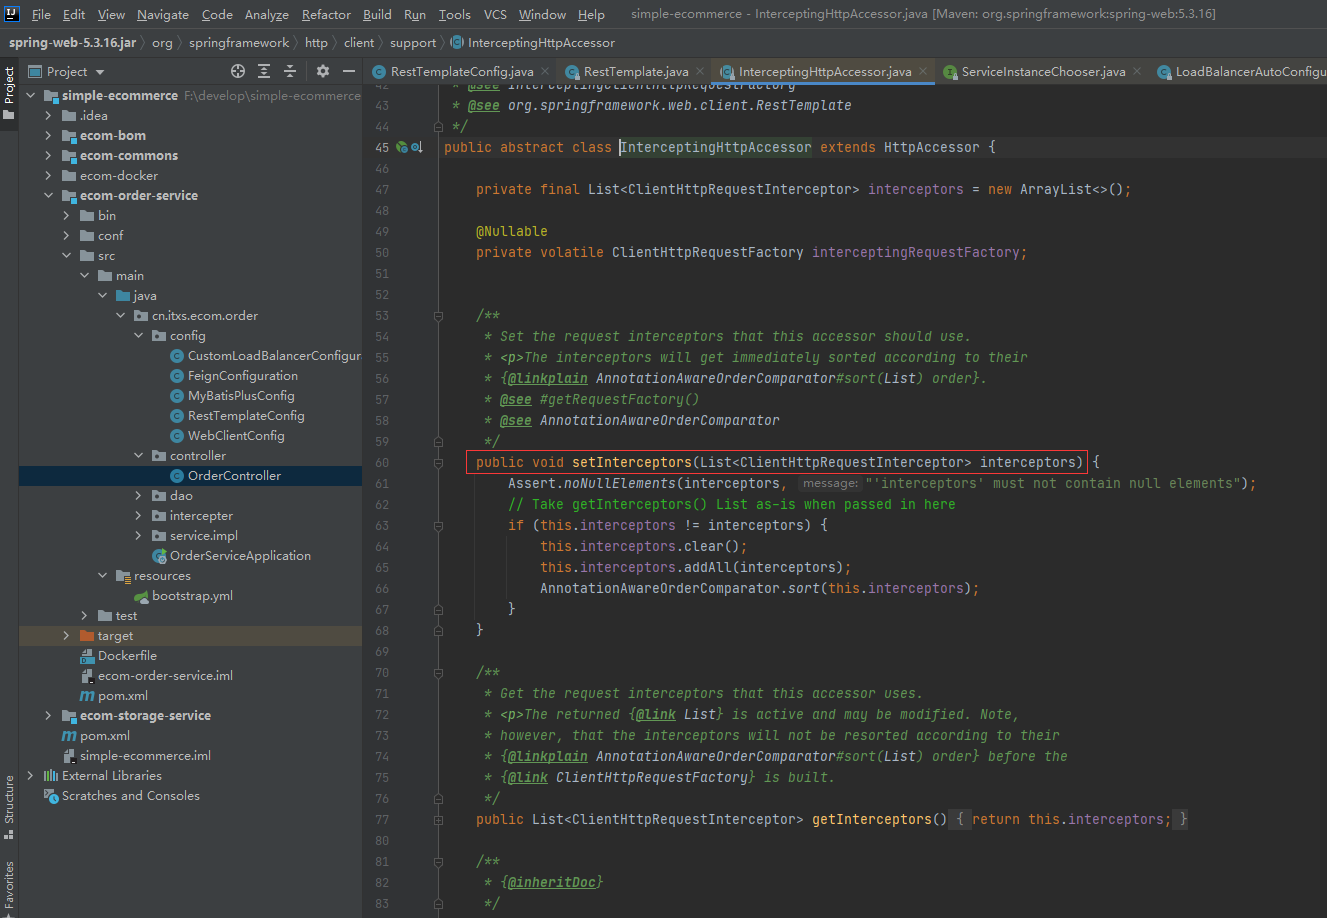 File Edit View Navigate Code Analyze Refactor Build Run Tools VCS Window Help simple-ecommerce - InterceptingHttpAccessor.java [Maven: org.springframework:spring-web:5.3.16]
spring-web-5.3.16.jar org springframework http client support InterceptingHttpAccessor
Project
Project
RestTemplateConfig.java RestTemplate.java InterceptingHttpAccessor.java ServiceInstanceChooser.java LoadBalancerAutoConfigu
simple-ecommerce F:\develop\simple-ecommerce
.idea
ecom-bom
ecom-commons
ecom-docker
ecom-order-service
bin
conf
src
main
java
cn.itxs.ecom.order
config
CustomLoadBalancerConfigur
FeignConfiguration
MyBatisPlusConfig
RestTemplateConfig
WebClientConfig
controller
OrderController
dao
intercepter
service.impl
OrderServiceApplication
resources
bootstrap.yml
test
target
Dockerfile
ecom-order-service.iml
pom.xml
ecom-storage-service
pom.xml
simple-ecommerce.iml
External Libraries
Scratches and Consoles
Structure
Favorites
42 * @see InterceptingClientHttpRequestFactory
43 * @see org.springframework.web.client.RestTemplate
44 */
45 public abstract class InterceptingHttpAccessor extends HttpAccessor {
46
47 private final List<ClientHttpRequestInterceptor> interceptors = new ArrayList<>();
48
49 @Nullable
50 private volatile ClientHttpRequestFactory interceptingRequestFactory;
51
52
53 /**
54 * Set the request interceptors that this accessor should use.
55 * <p>The interceptors will get immediately sorted according to their
56 * {@linkplain AnnotationAwareOrderComparator#sort(List) order}.
57 * @see #getRequestFactory()
58 * @see AnnotationAwareOrderComparator
59 */
60 public void setInterceptors(List<ClientHttpRequestInterceptor> interceptors) {
61 Assert.noNullElements(interceptors, message: "'interceptors' must not contain null elements");
62 // Take getInterceptors() List as-is when passed in here
63 if (this.interceptors != interceptors) {
64 this.interceptors.clear();
65 this.interceptors.addAll(interceptors);
66 AnnotationAwareOrderComparator.sort(this.interceptors);
67 }
68 }
69
70 /**
71 * Get the request interceptors that this accessor uses.
72 * <p>The returned {@link List} is active and may be modified. Note,
73 * however, that the interceptors will not be resorted according to their
74 * {@linkplain AnnotationAwareOrderComparator#sort(List) order} before the
75 * {@link ClientHttpRequestFactory} is built.
76 */
77 public List<ClientHttpRequestInterceptor> getInterceptors() { return this.interceptors; }
80
81 /**
82 * {@inheritDoc}
83 */